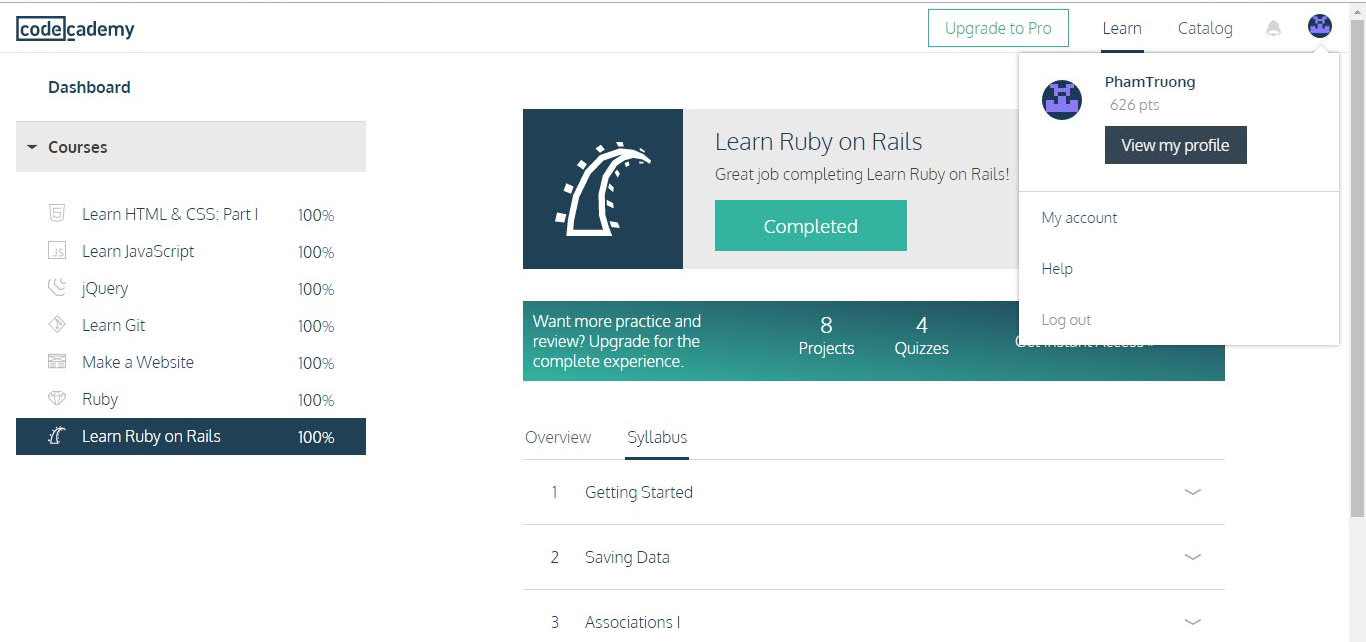 codecademy
Upgrade to Pro
Learn
Catalog
Dashboard
Courses
Learn HTML & CSS: Part I 100%
JS Learn JavaScript 100%
jQuery 100%
Learn Git 100%
Make a Website 100%
Ruby 100%
Learn Ruby on Rails 100%
Learn Ruby on Rails
Great job completing Learn Ruby on Rails!
Completed
PhamTruong
626 pts
View my profile
My account
Help
Log out
Want more practice and
review? Upgrade for the
complete experience.
8
Projects
4
Quizzes
Get Instant Access
Overview
Syllabus
1 Getting Started
2 Saving Data
3 Associations I